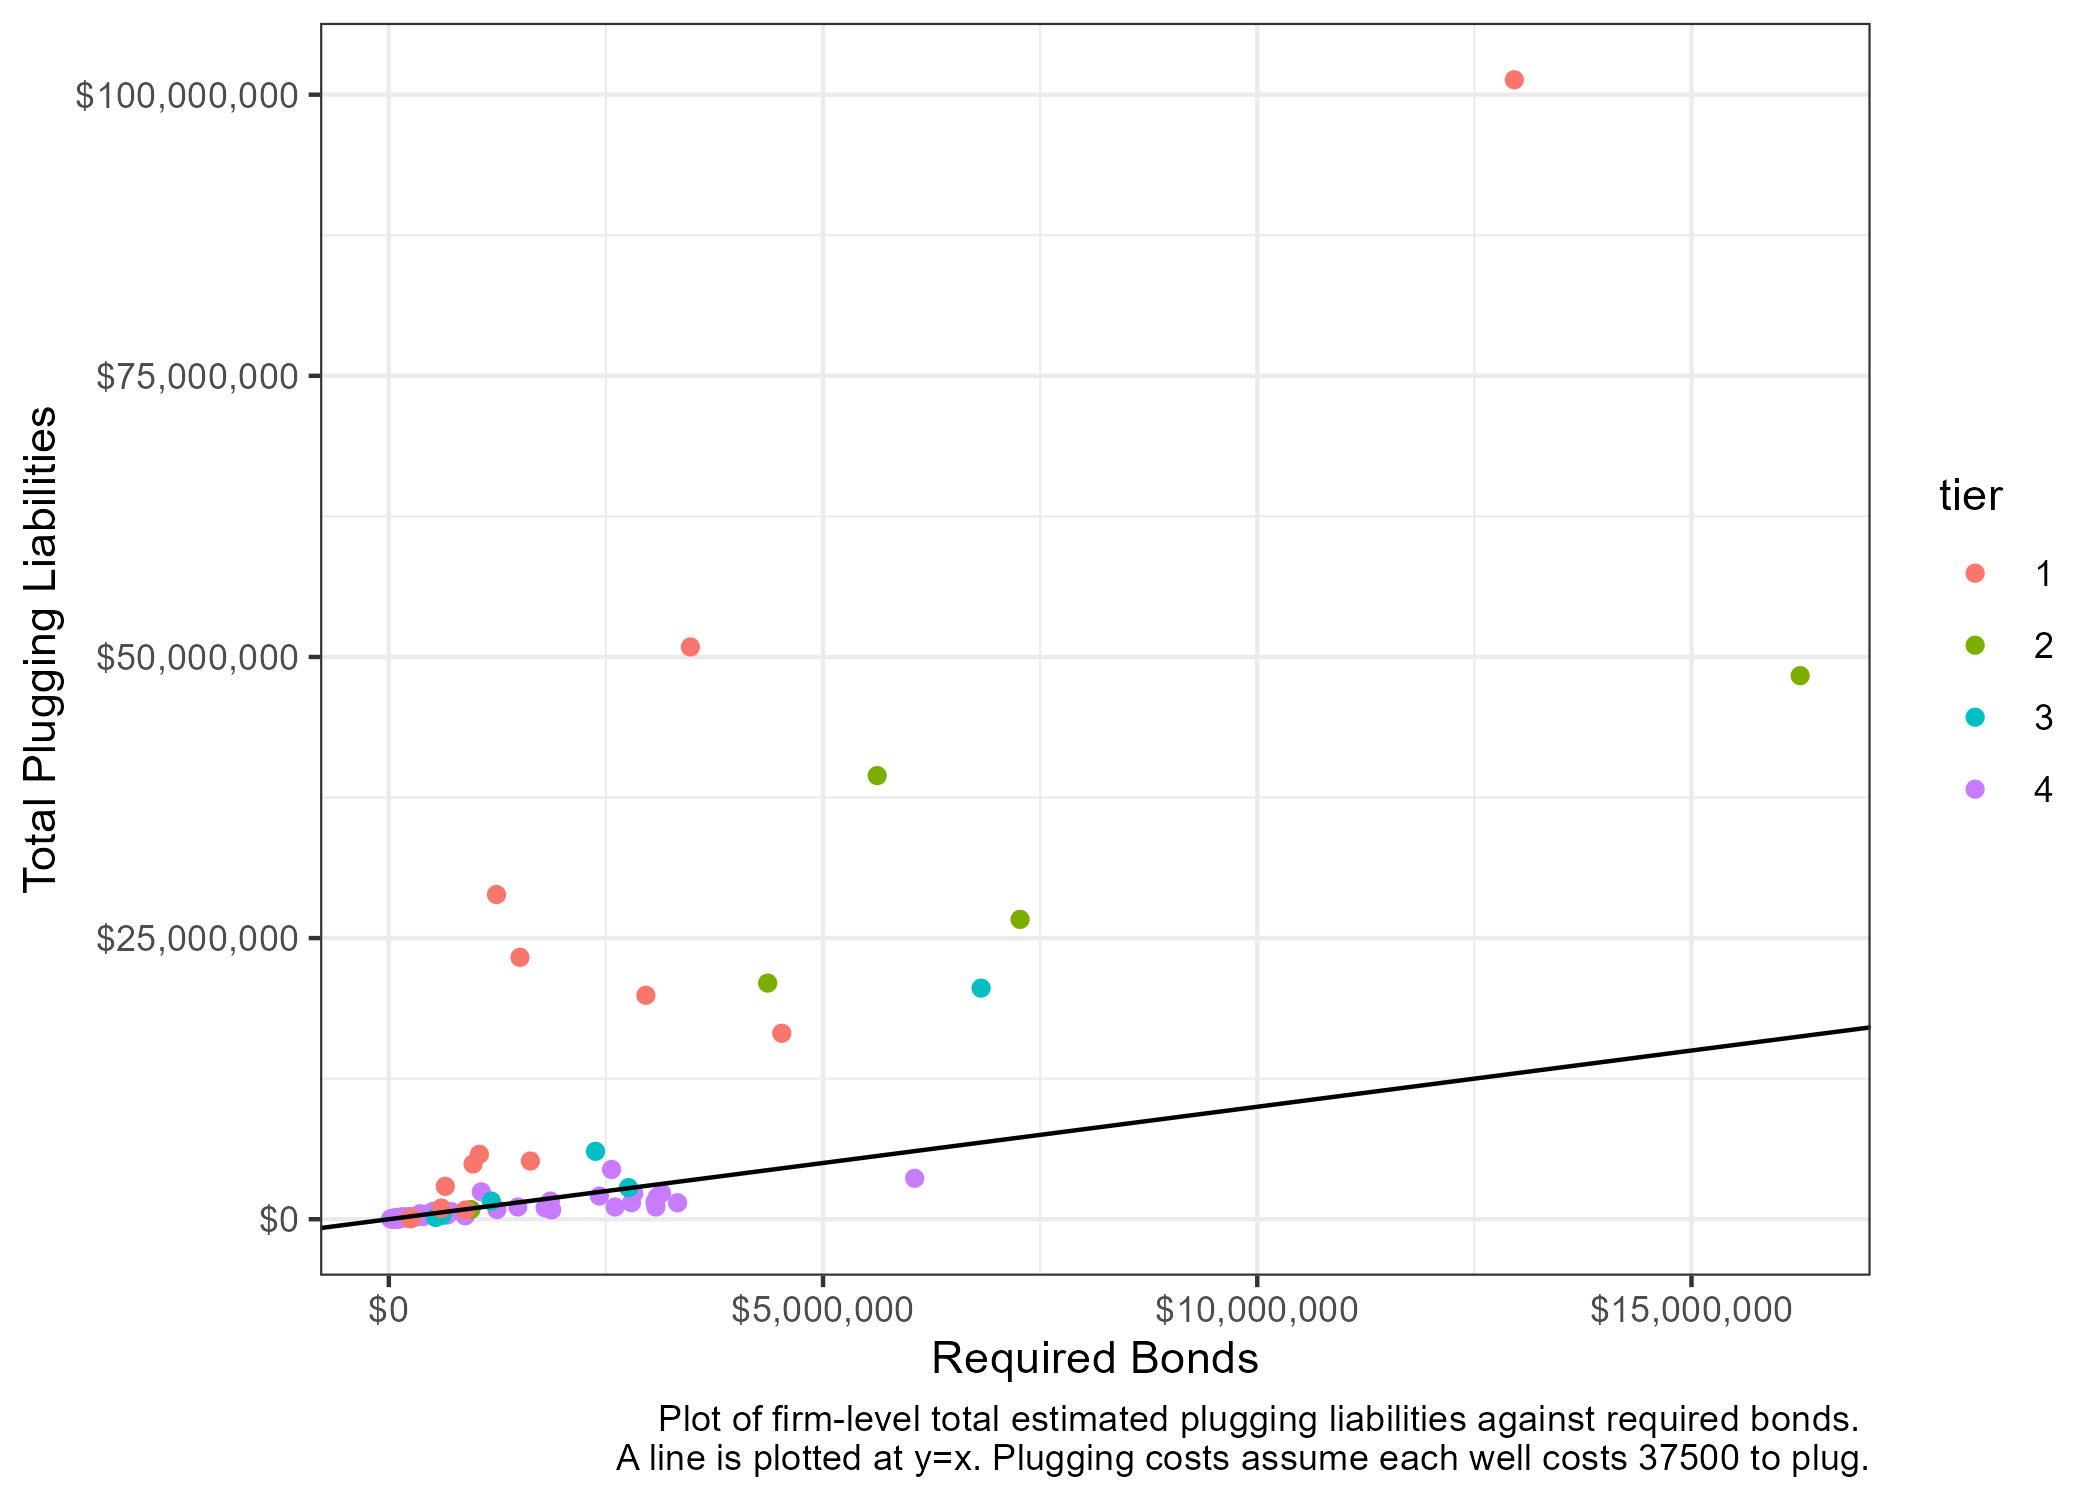 $100,000,000
$75,000,000
$50,000,000
$25,000,000
$0
Total Plugging Liabilities
$0
$5,000,000
$10,000,000
$15,000,000
Required Bonds
tier
1
2
3
4
Plot of firm-level total estimated plugging liabilities against required bonds.
A line is plotted at y=x. Plugging costs assume each well costs 37500 to plug.